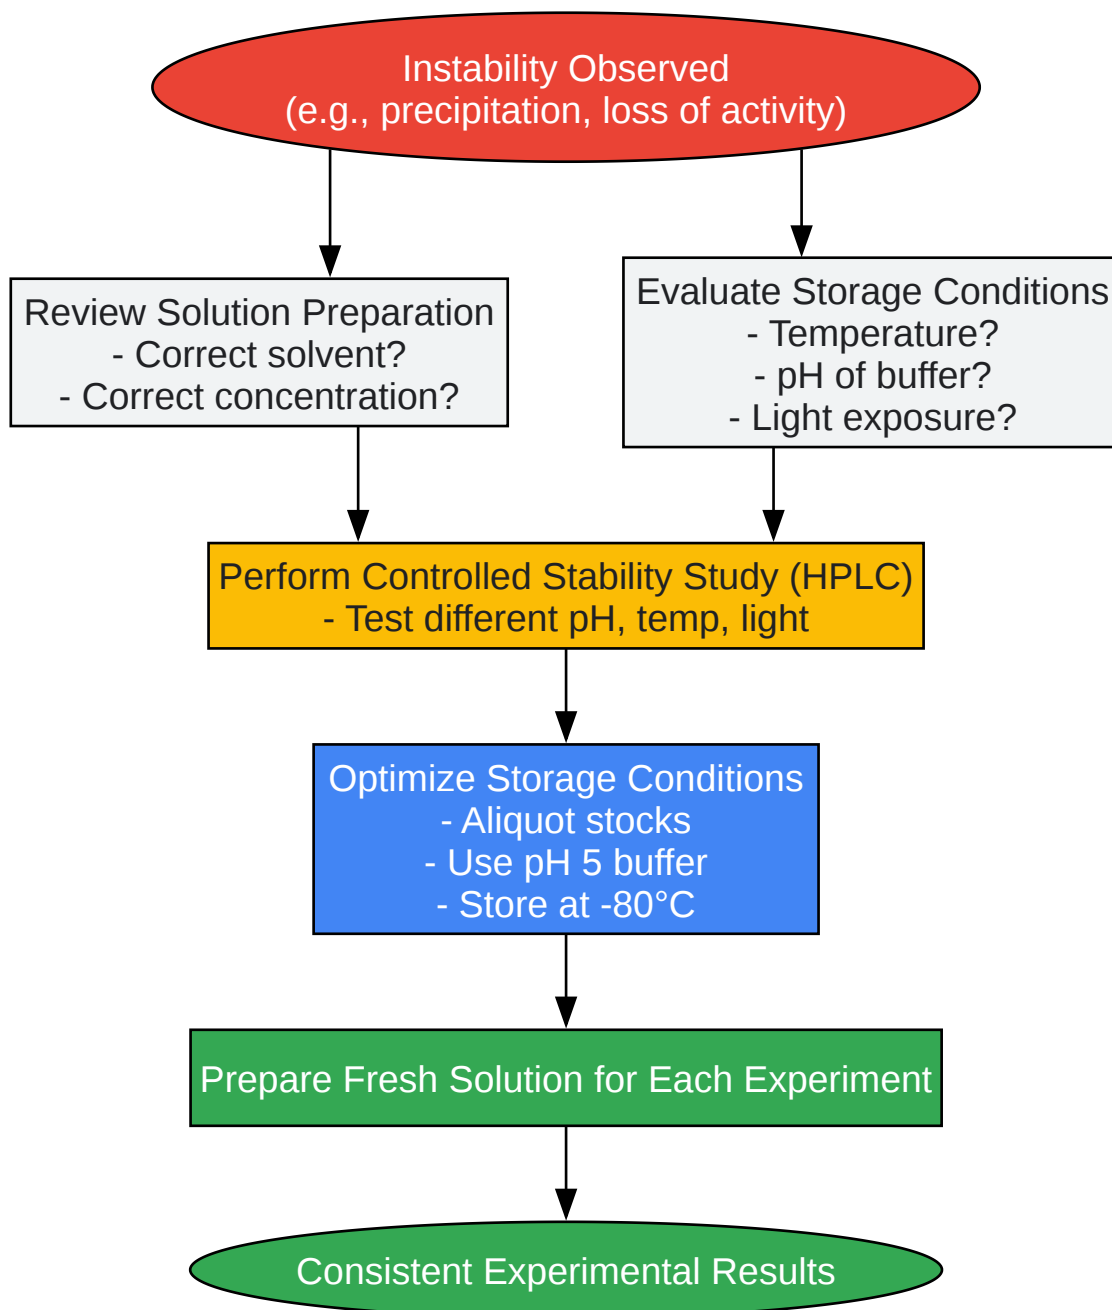 Instability Observed
(e.g., precipitation, loss of activity)
Review Solution Preparation
- Correct solvent?
- Correct concentration?
Evaluate Storage Conditions
- Temperature?
- pH of buffer?
- Light exposure?
Perform Controlled Stability Study (HPLC)
- Test different pH, temp, light
Optimize Storage Conditions
- Aliquot stocks
- Use pH 5 buffer
- Store at -80°C
Prepare Fresh Solution for Each Experiment
Consistent Experimental Results